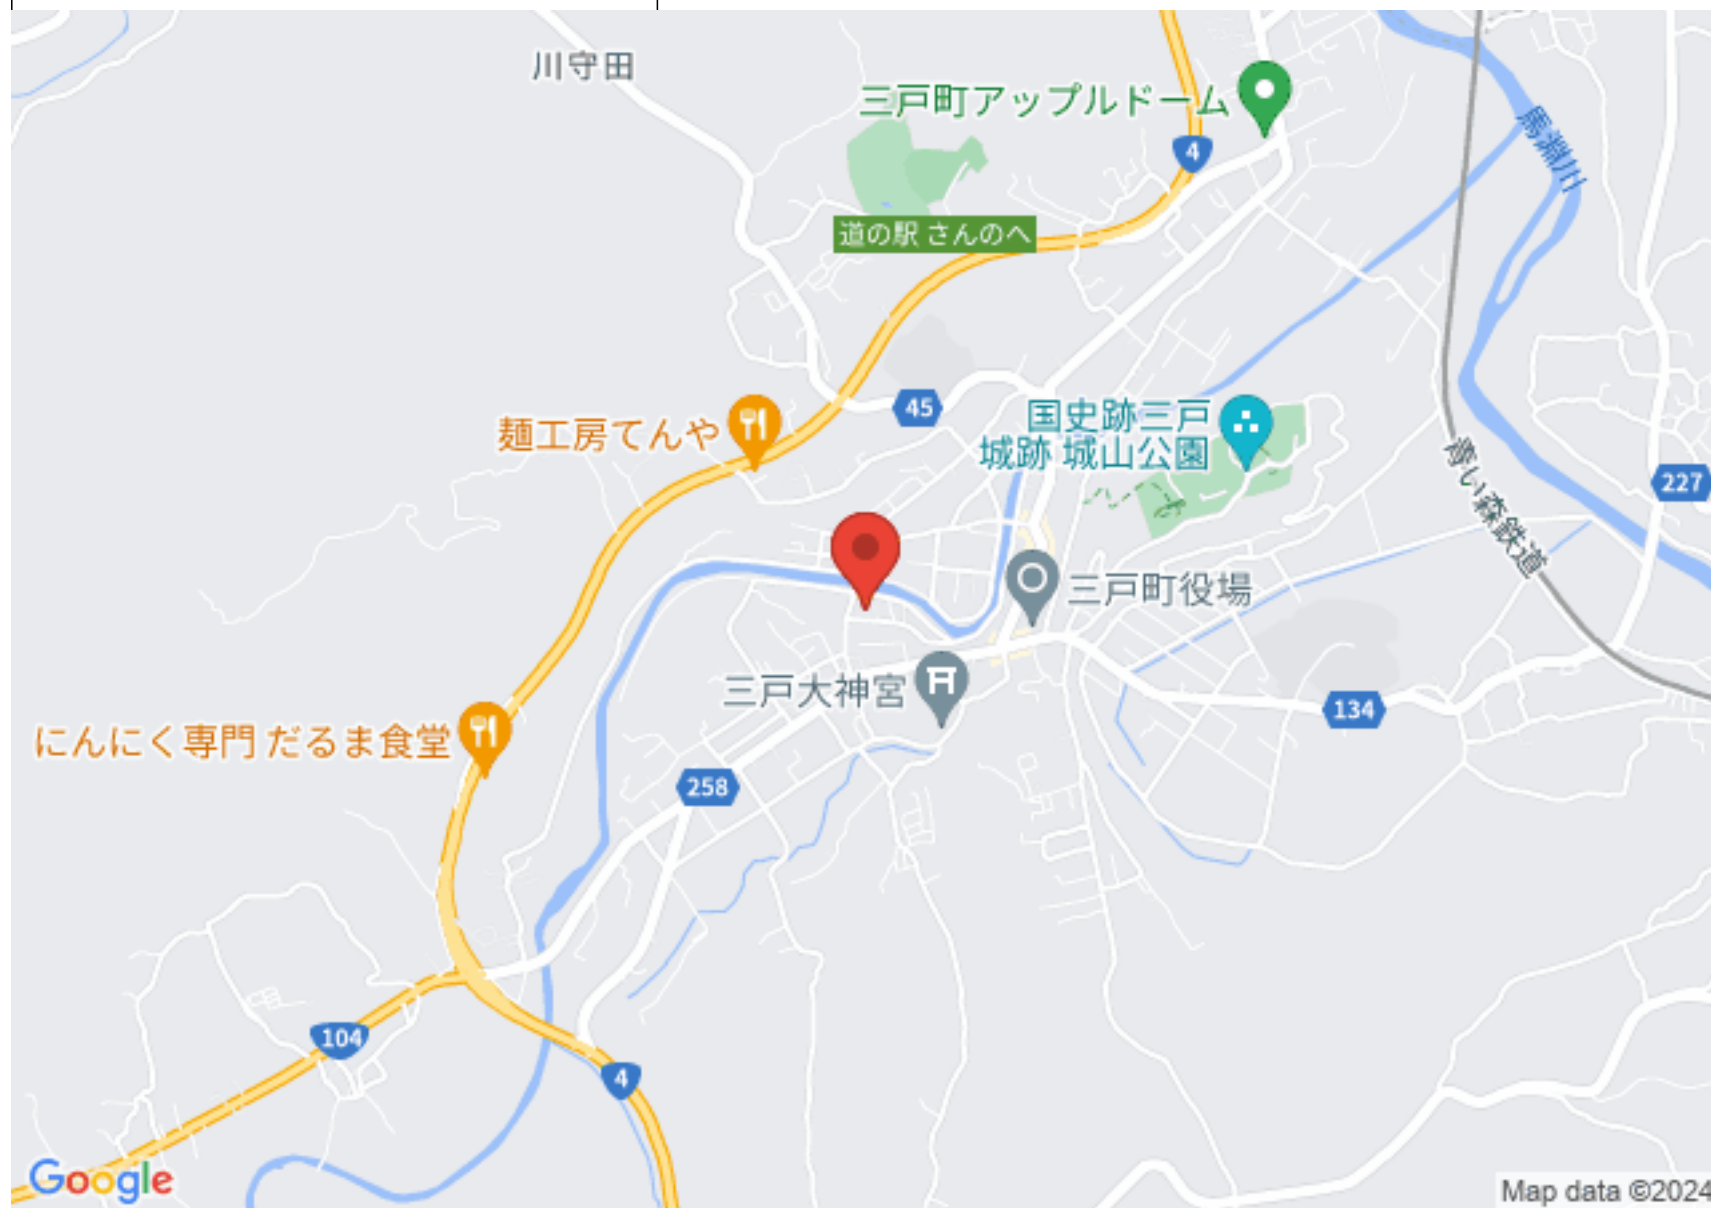 川守田
三戸町アップルドーム
4
馬淵川
道の駅 さんのへ
45
国史跡三戸
城跡 城山公園
麺工房てんや
青い森鉄道
227
三戸町役場
三戸大神宮
134
にんにく専門 だるま食堂
258
104
4
Google
Map data ©2024